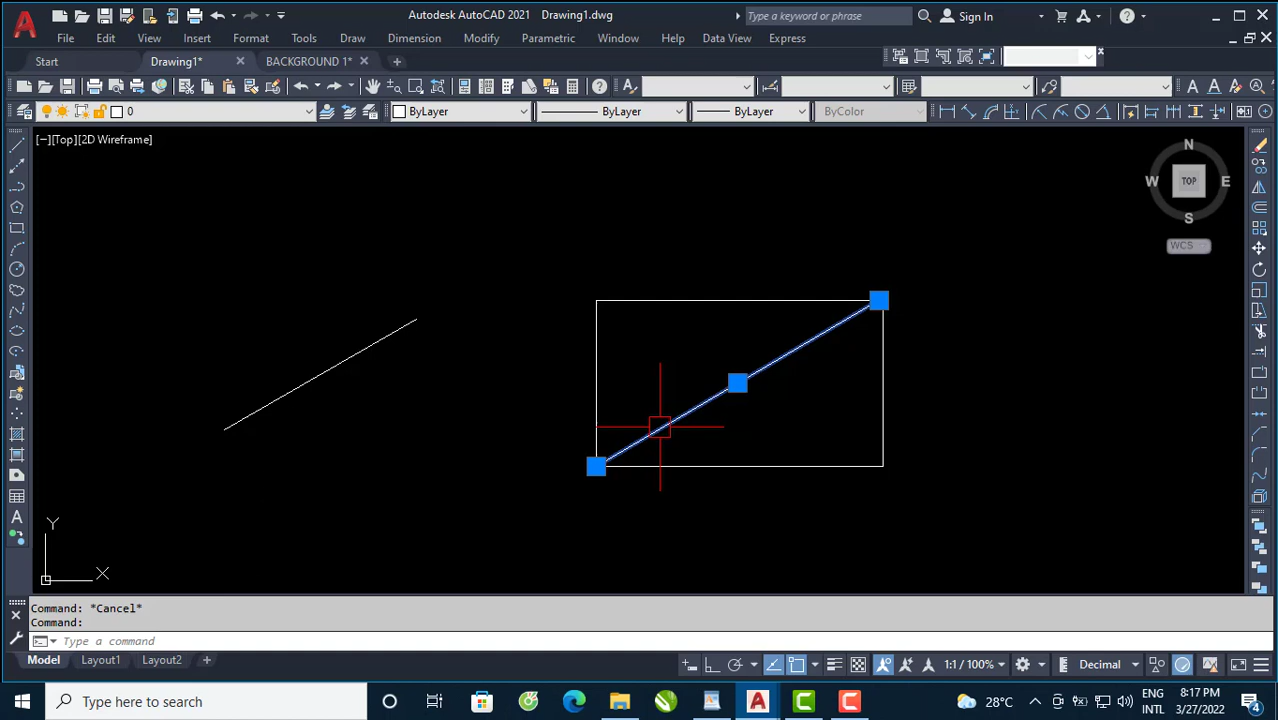 Autodesk AutoCAD 2021 Drawing1.dwg
Type a keyword or phrase
Sign In
File Edit View Insert Format Tools Draw Dimension Modify Parametric Window Help Data View Express
Start
Drawing1*
BACKGROUND 1*
0
ByLayer
ByLayer
ByLayer
ByColor
[−][Top][2D Wireframe]
N
W TOP E
S
WCS
Y
X
Command: *Cancel*
Command:
Type a command
Model Layout1 Layout2
1:1 / 100%
Decimal
Type here to search
28°C
ENG
INTL
8:17 PM
3/27/2022
4